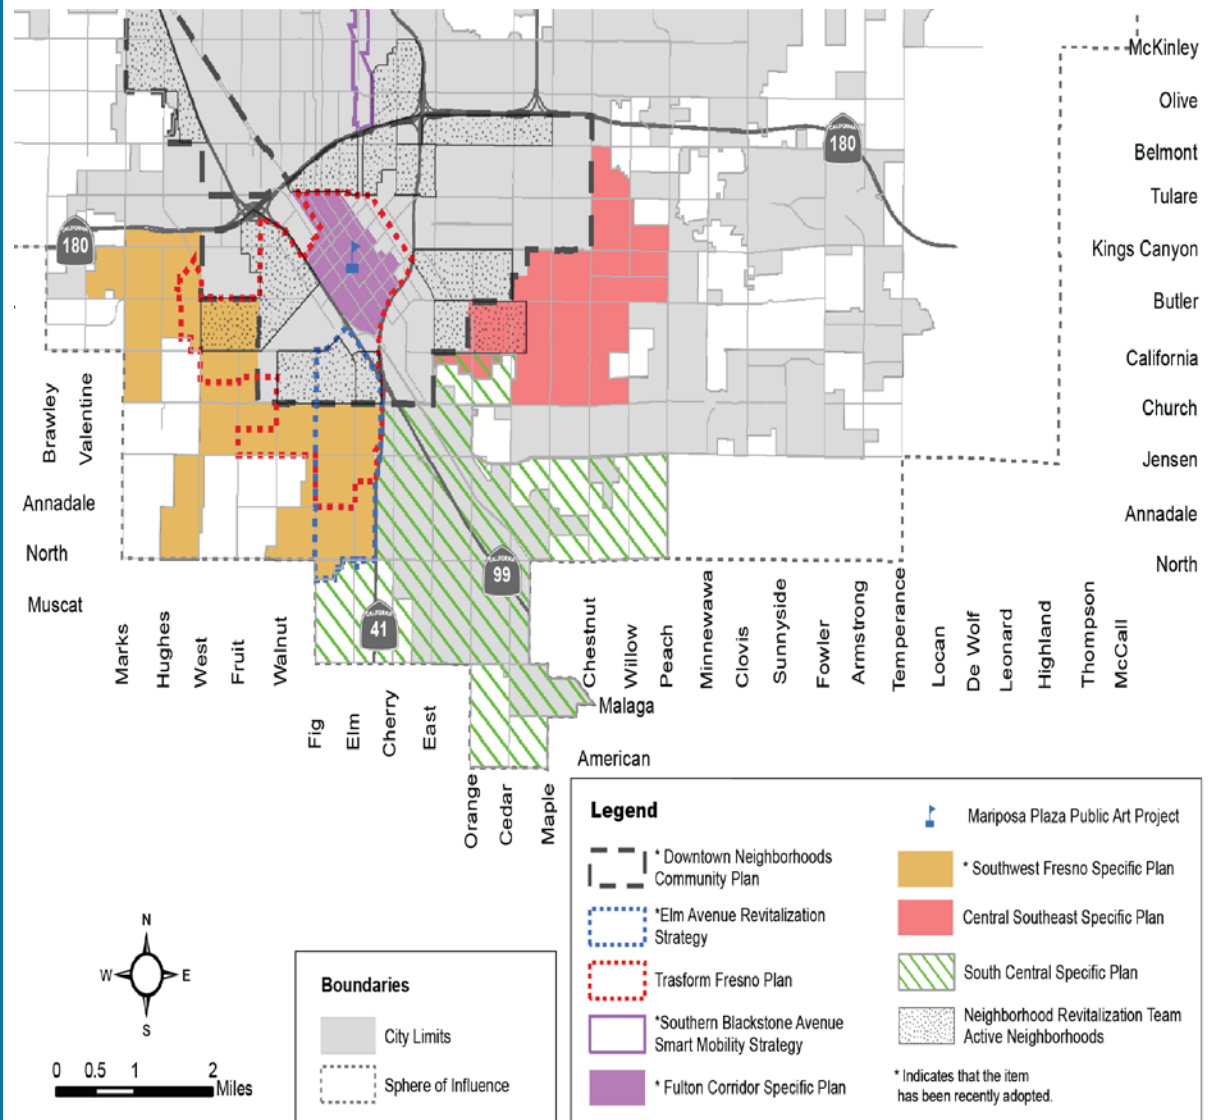 McKinley
Olive
CALIFORNIA
180
Belmont
Tulare
CALIFORNIA
180
Kings Canyon
Butler
California
Church
Brawley
Valentine
Jensen
Annadale
Annadale
North
North
CALIFORNIA
99
Muscat
CALIFORNIA
41
Marks
Hughes
West
Fruit
Walnut
Chestnut
Willow
Peach
Minnewawa
Clovis
Sunnyside
Fowler
Armstrong
Temperance
Locan
De Wolf
Leonard
Highland
Thompson
McCall
Fig
Elm
Cherry
East
Malaga
American
Orange
Cedar
Maple
Legend
* Downtown Neighborhoods
Community Plan
*Elm Avenue Revitalization
Strategy
Trasform Fresno Plan
*Southern Blackstone Avenue
Smart Mobility Strategy
* Fulton Corridor Specific Plan
Mariposa Plaza Public Art Project
* Southwest Fresno Specific Plan
Central Southeast Specific Plan
South Central Specific Plan
Neighborhood Revitalization Team
Active Neighborhoods
* Indicates that the item
has been recently adopted.
Boundaries
City Limits
Sphere of Influence
N
W
E
S
0 0.5 1 2
Miles